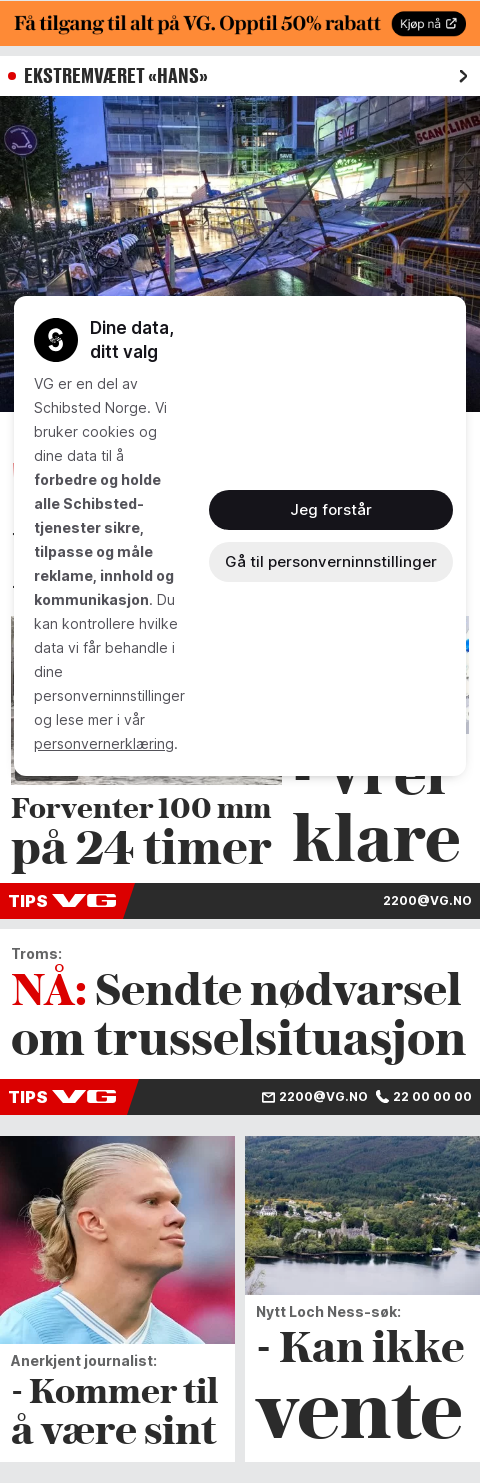 Få tilgang til alt på VG. Opptil 50% rabatt
Kjøp nå
EKSTREMVÆRET «HANS»
SAVE
SAVE
SCANCLIMB
Dine data,
ditt valg
VG er en del av
Schibsted Norge. Vi
bruker cookies og
dine data til å
forbedre og holde
alle Schibsted-
tjenester sikre,
tilpasse og måle
reklame, innhold og
kommunikasjon. Du
kan kontrollere hvilke
data vi får behandle i
dine
personverninnstillinger
og lese mer i vår
personvernerklæring.
Jeg forstår
Gå til personverninnstillinger
Forventer 100 mm
på 24 timer
- Vi er
klare
TIPS VG
2200@VG.NO
Troms:
NÅ: Sendte nødvarsel
om trusselsituasjon
TIPS VG
2200@VG.NO 22 00 00 00
Anerkjent journalist:
- Kommer til
å være sint
Nytt Loch Ness-søk:
- Kan ikke
vente